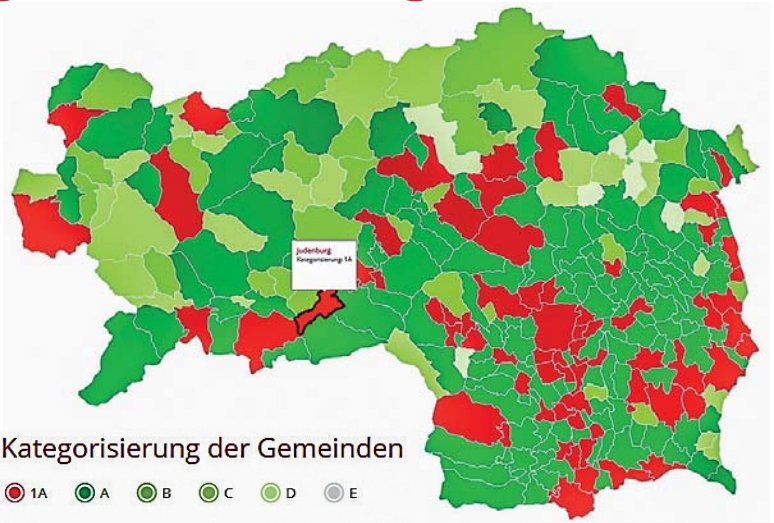 Judenburg
Kategorisierung: 1A
Kategorisierung der Gemeinden
1A A B C D E